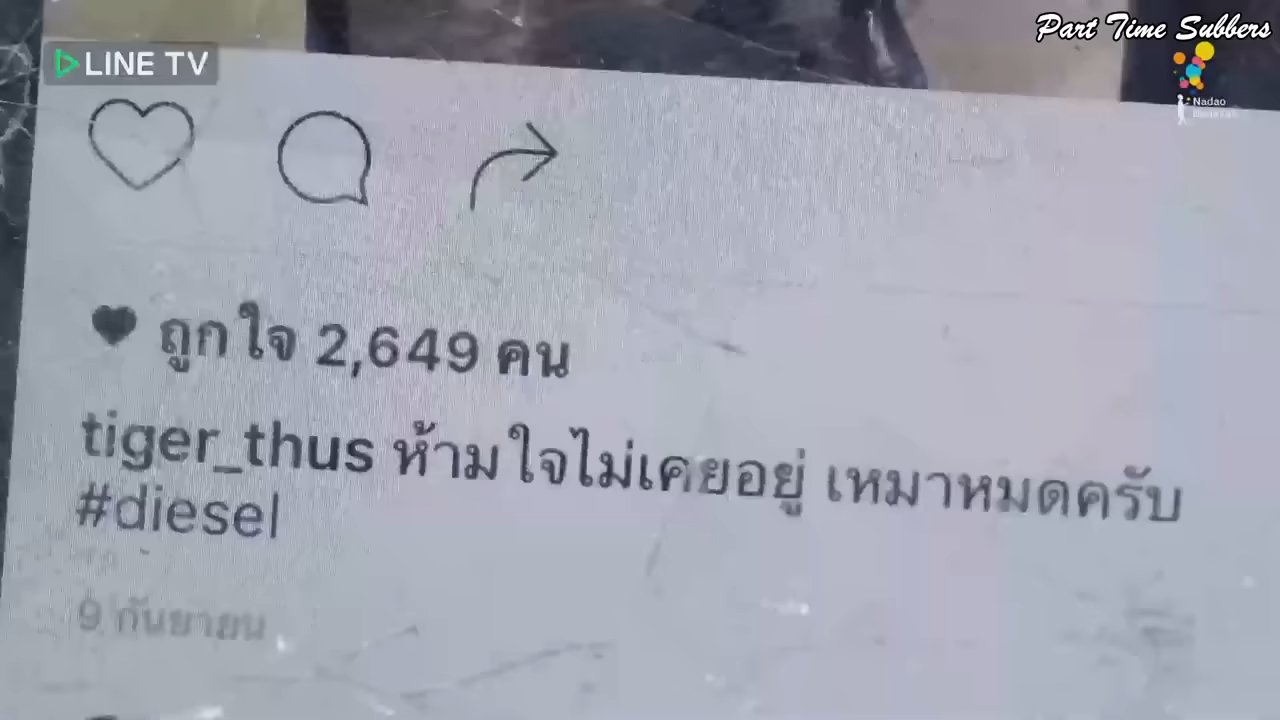 Part Time Subbers
LINE TV
Nadao
ถูกใจ 2,649 คน
tiger_thus ห้ามใจไม่เคยอยู่ เหมาหมดครับ
#diesel
9 กันยายน